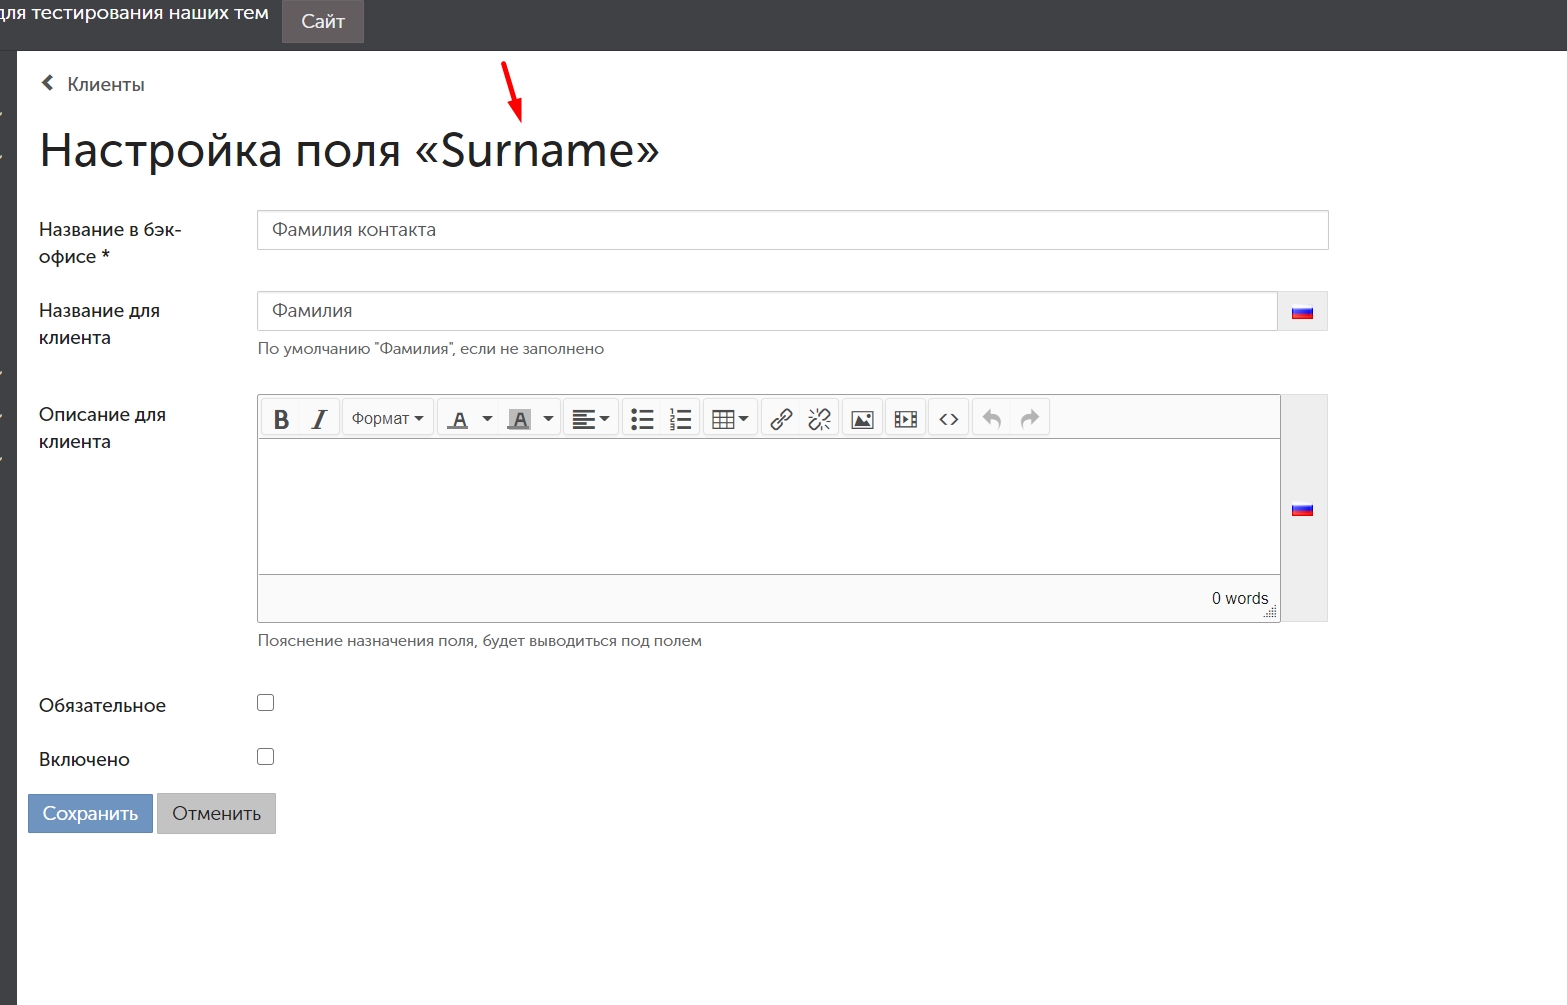 для тестирования наших тем
Сайт
Клиенты
Настройка поля «Surname»
Название в бэк-
офисе *
Фамилия контакта
Название для
клиента
Фамилия
По умолчанию "Фамилия", если не заполнено
Описание для
клиента
B I Формат A A
0 words
Пояснение назначения поля, будет выводиться под полем
Обязательное
Включено
Сохранить
Отменить